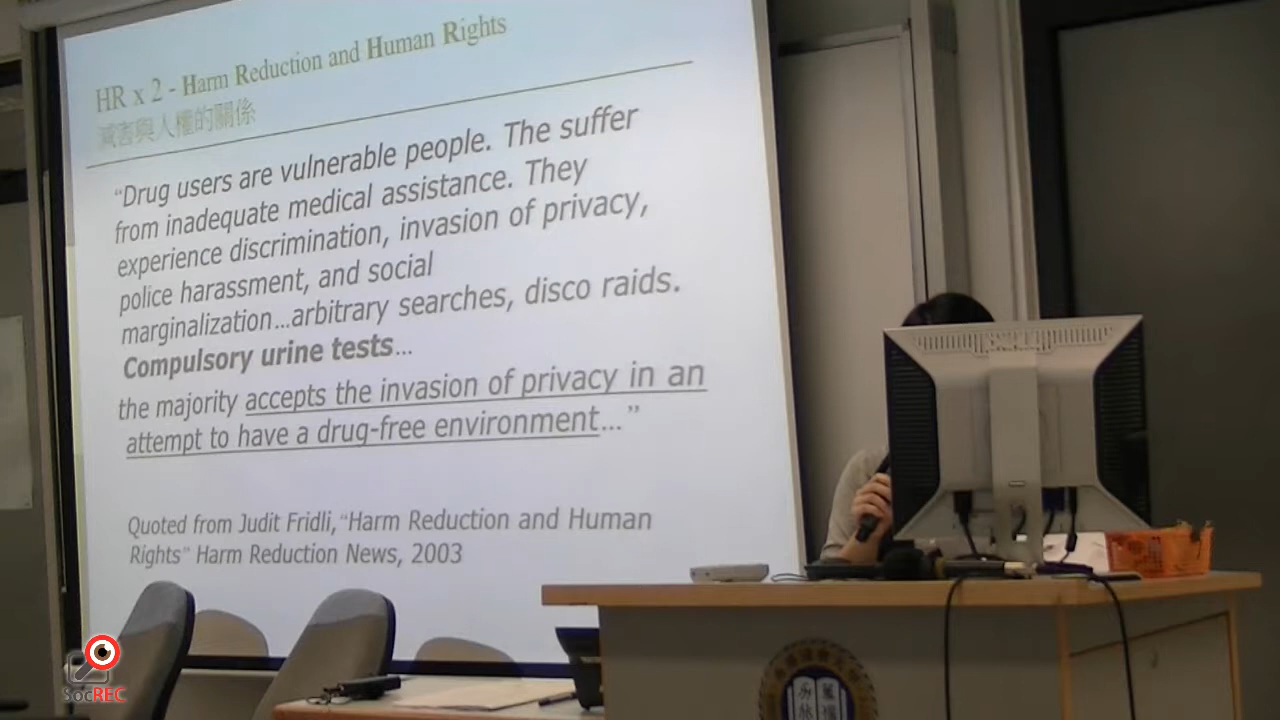 HR x 2 - Harm Reduction and Human Rights
減害與人權的關係
“Drug users are vulnerable people. The suffer
from inadequate medical assistance. They
experience discrimination, invasion of privacy,
police harassment, and social
marginalization…arbitrary searches, disco raids.
Compulsory urine tests…
the majority accepts the invasion of privacy in an
attempt to have a drug-free environment…”
Quoted from Judit Fridli,“Harm Reduction and Human
Rights” Harm Reduction News, 2003
SocREC